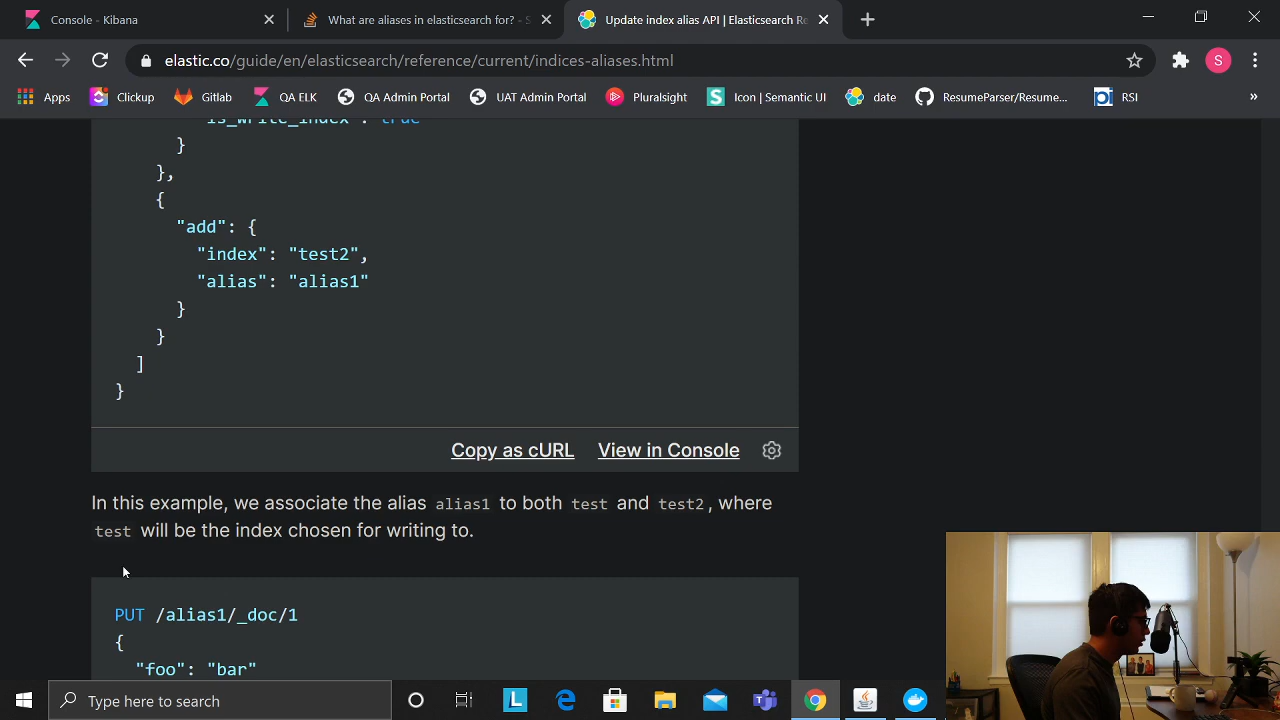 Console - Kibana
What are aliases in elasticsearch for? - S
Update index alias API | Elasticsearch Re
elastic.co/guide/en/elasticsearch/reference/current/indices-aliases.html
S
Apps
Clickup
Gitlab
QA ELK
QA Admin Portal
UAT Admin Portal
Pluralsight
Icon | Semantic UI
date
ResumeParser/Resume...
RSI
»
"is_write_index": true
}
},
{
"add": {
"index": "test2",
"alias": "alias1"
}
}
]
}
Copy as cURL
View in Console
In this example, we associate the alias alias1 to both test and test2, where
test will be the index chosen for writing to.
PUT /alias1/_doc/1
{
"foo": "bar"
Type here to search